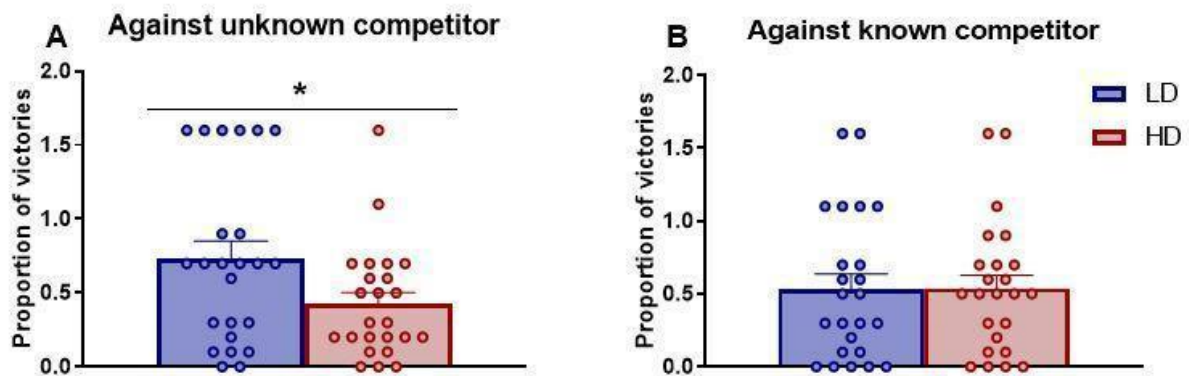 A Against unknown competitor
Proportion of victories
2.0
1.5
1.0
0.5
0.0
*
B Against known competitor
Proportion of victories
2.0
1.5
1.0
0.5
0.0
LD
HD